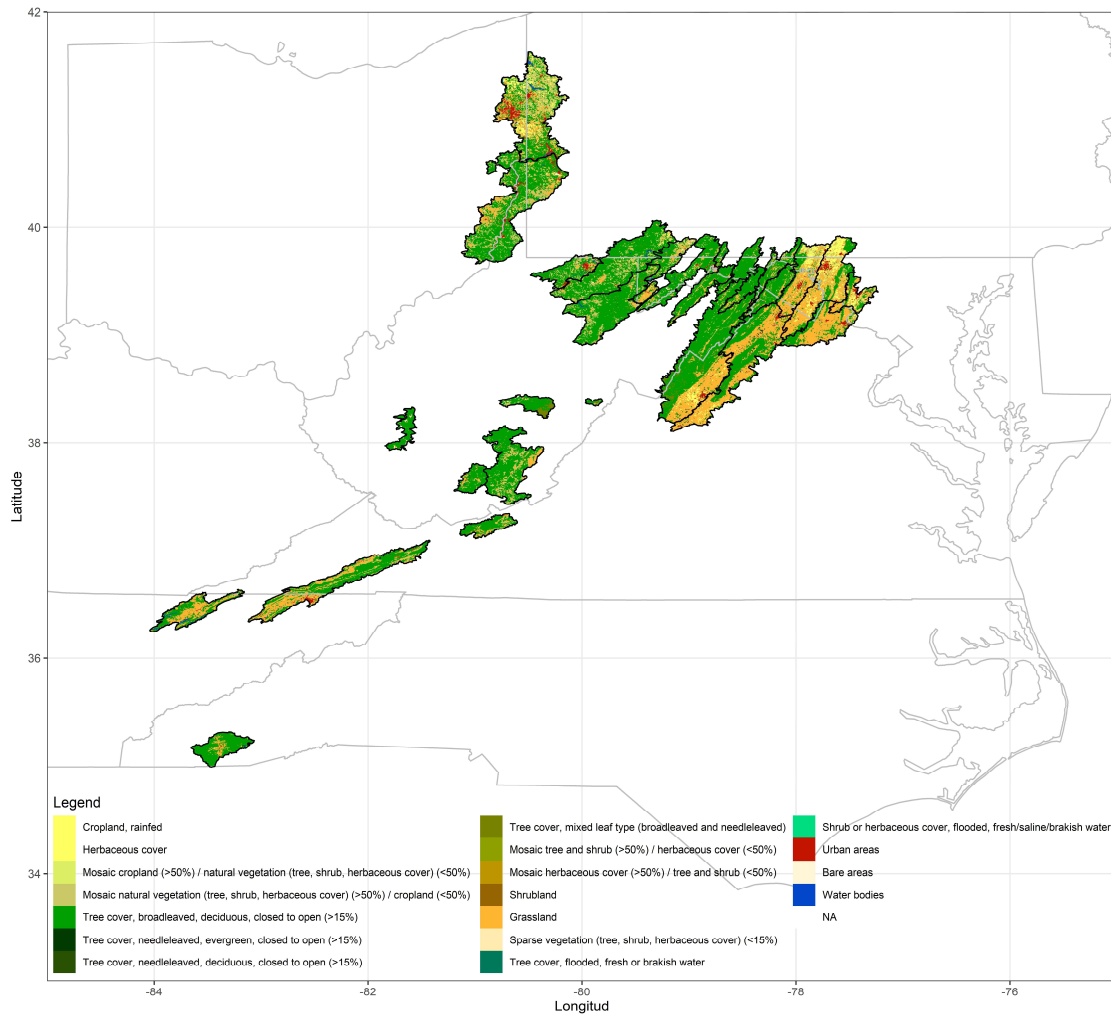 42
40
38
36
34
Latitude
Legend
Cropland, rainfed
Herbaceous cover
Mosaic cropland (>50%) / natural vegetation (tree, shrub, herbaceous cover) (<50%)
Mosaic natural vegetation (tree, shrub, herbaceous cover) (>50%) / cropland (<50%)
Tree cover, broadleaved, deciduous, closed to open (>15%)
Tree cover, needleleaved, evergreen, closed to open (>15%)
Tree cover, needleleaved, deciduous, closed to open (>15%)
Tree cover, mixed leaf type (broadleaved and needleleaved)
Mosaic tree and shrub (>50%) / herbaceous cover (<50%)
Mosaic herbaceous cover (>50%) / tree and shrub (<50%)
Shrubland
Grassland
Sparse vegetation (tree, shrub, herbaceous cover) (<15%)
Tree cover, flooded, fresh or brakish water
Shrub or herbaceous cover, flooded, fresh/saline/brakish water
Urban areas
Bare areas
Water bodies
NA
-84
-82
-80
-78
-76
Longitud